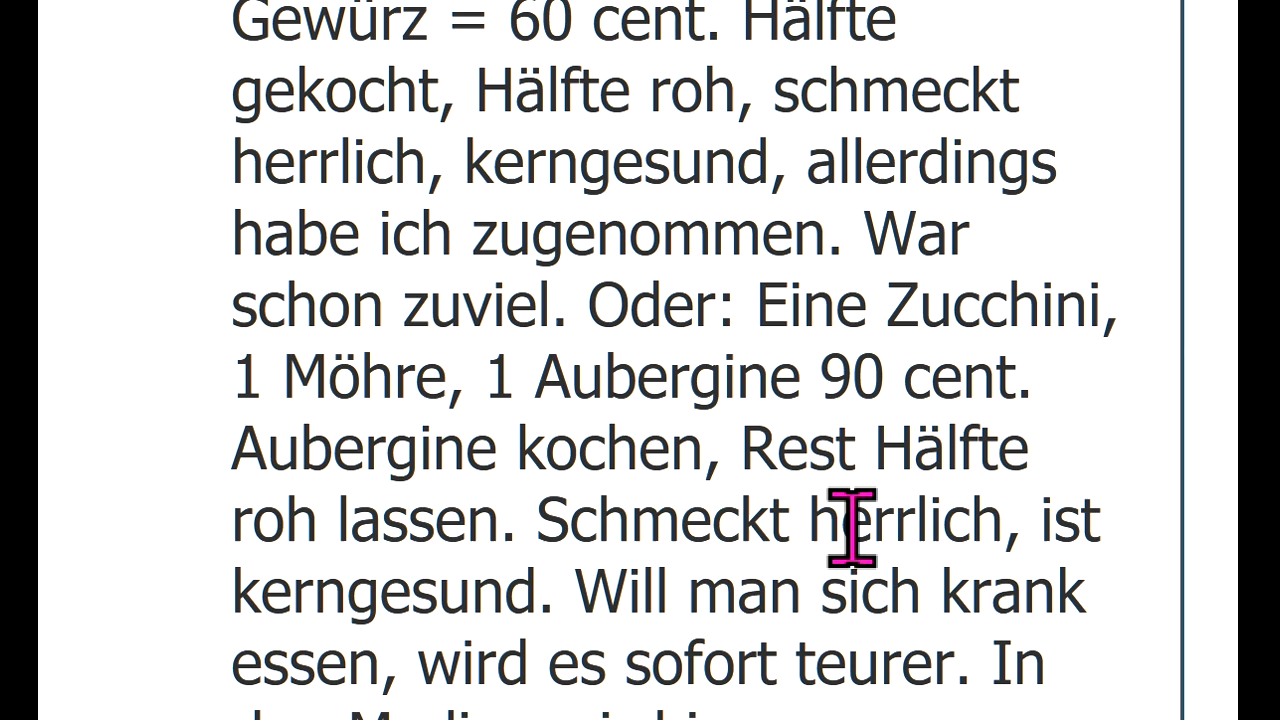 Gewürz = 60 cent. Hälfte
gekocht, Hälfte roh, schmeckt
herrlich, kerngesund, allerdings
habe ich zugenommen. War
schon zuviel. Oder: Eine Zucchini,
1 Möhre, 1 Aubergine 90 cent.
Aubergine kochen, Rest Hälfte
roh lassen. Schmeckt herrlich, ist
kerngesund. Will man sich krank
essen, wird es sofort teurer. In